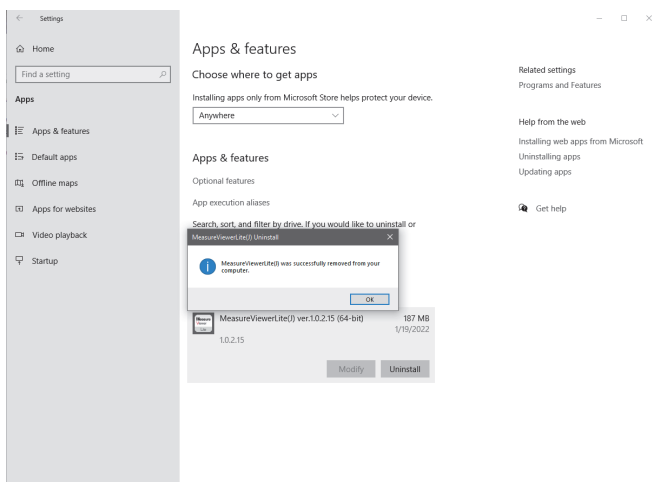 Settings
Home
Find a setting
Apps
Apps & features
Default apps
Offline maps
Apps for websites
Video playback
Startup
Apps & features
Choose where to get apps
Installing apps only from Microsoft Store helps protect your device.
Anywhere
Apps & features
Optional features
App execution aliases
Search, sort, and filter by drive. If you would like to uninstall or
MeasureViewerLite(J) Uninstall
MeasureViewerLite(J) was successfully removed from your
computer.
OK
Measure
Viewer
Lite
MeasureViewerLite(J) ver.1.0.2.15 (64-bit)
187 MB
1/19/2022
1.0.2.15
Modify
Uninstall
Related settings
Programs and Features
Help from the web
Installing web apps from Microsoft
Uninstalling apps
Updating apps
Get help